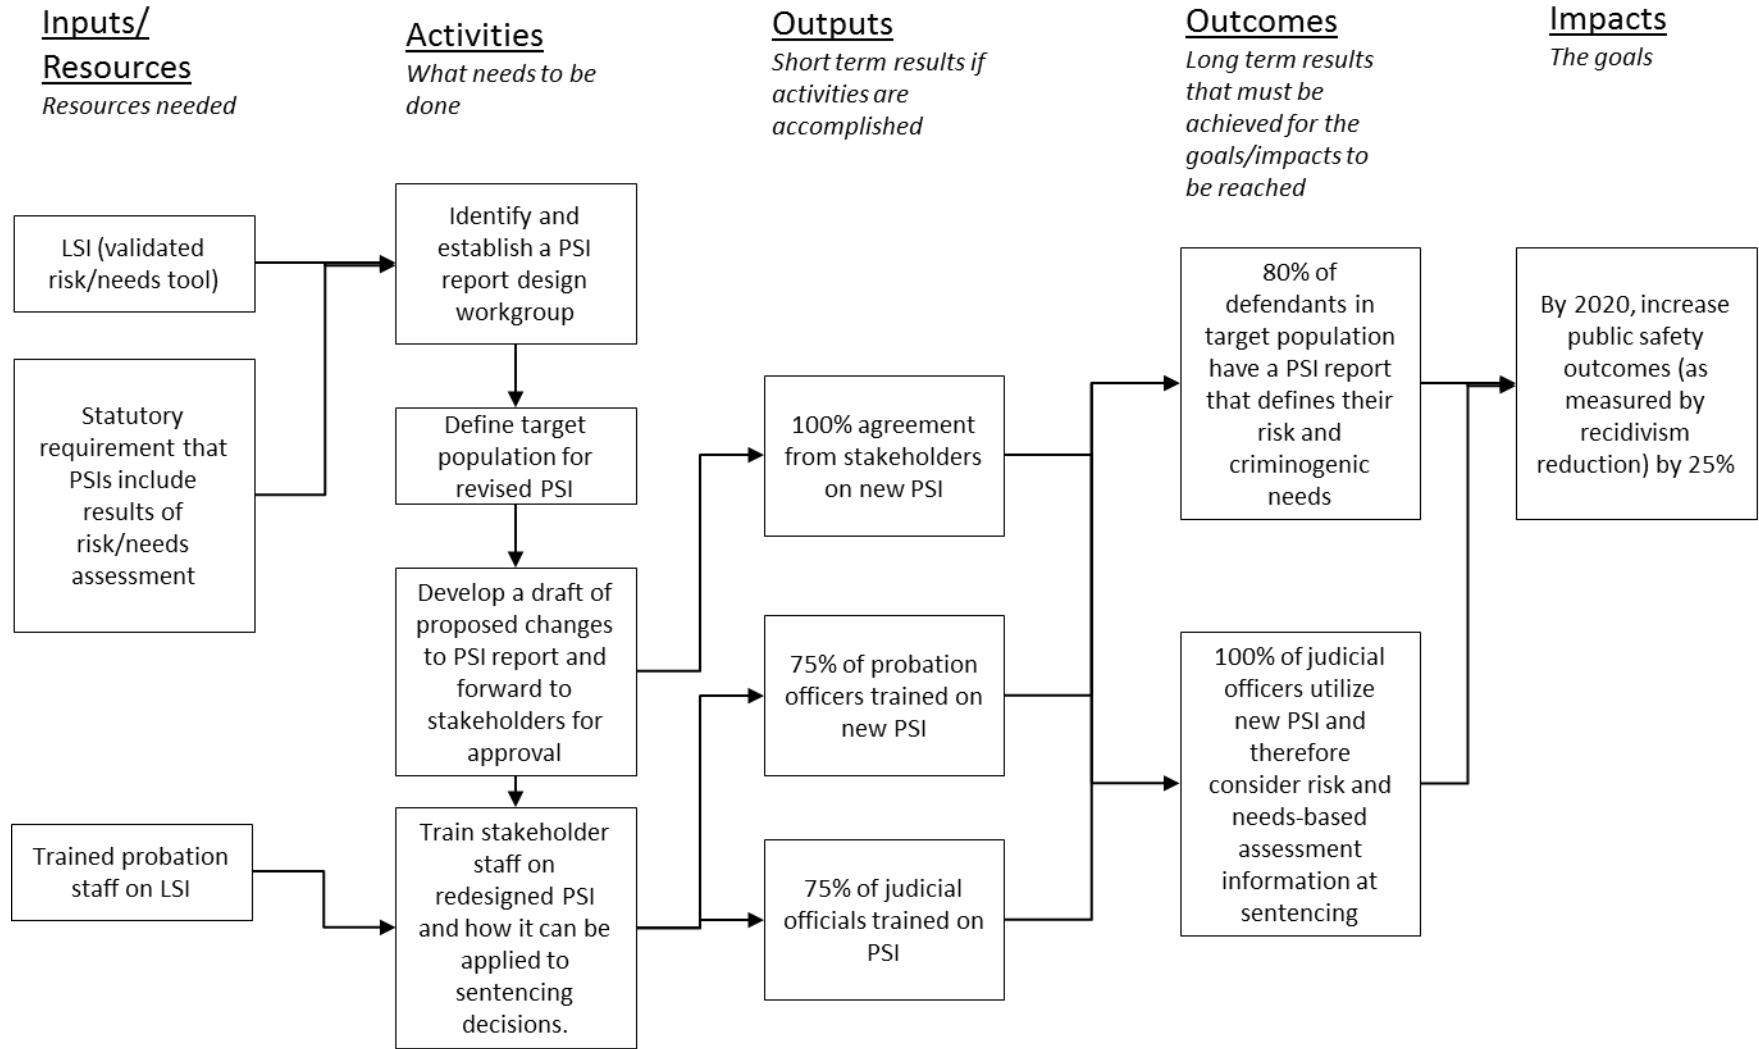 Inputs/
Resources
Resources needed
Activities
What needs to be
done
Outputs
Short term results if
activities are
accomplished
Outcomes
Long term results
that must be
achieved for the
goals/impacts to
be reached
Impacts
The goals
LSI (validated
risk/needs tool)
Statutory
requirement that
PSIs include
results of
risk/needs
assessment
Trained probation
staff on LSI
Identify and
establish a PSI
report design
workgroup
Define target
population for
revised PSI
Develop a draft of
proposed changes
to PSI report and
forward to
stakeholders for
approval
Train stakeholder
staff on
redesigned PSI
and how it can be
applied to
sentencing
decisions.
100% agreement
from stakeholders
on new PSI
75% of probation
officers trained on
new PSI
75% of judicial
officials trained on
PSI
80% of
defendants in
target population
have a PSI report
that defines their
risk and
criminogenic
needs
100% of judicial
officers utilize
new PSI and
therefore
consider risk and
needs-based
assessment
information at
sentencing
By 2020, increase
public safety
outcomes (as
measured by
recidivism
reduction) by 25%